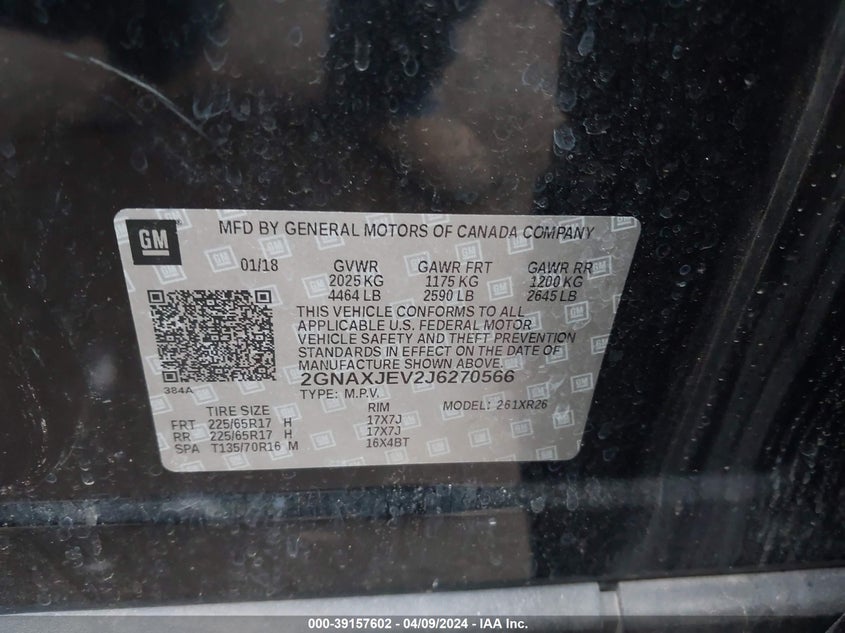 GM
MFD BY GENERAL MOTORS OF CANADA COMPANY
01/18 GVWR GAWR FRT GAWR RR
2025 KG 1175 KG 1200 KG
4464 LB 2590 LB 2645 LB
THIS VEHICLE CONFORMS TO ALL
APPLICABLE U.S. FEDERAL MOTOR
VEHICLE SAFETY AND THEFT PREVENTION
STANDARDS IN EFFECT ON THE DATE OF
MANUFACTURE SHOWN ABOVE.
384A
2GNAXJEV2J6270566
TYPE: M.P.V. MODEL: 261XR26
TIRE SIZE RIM
FRT 225/65R17 H 17X7J
RR 225/65R17 H 17X7J
SPA T135/70R16 M 16X4BT
000-39157602 - 04/09/2024 - IAA Inc.